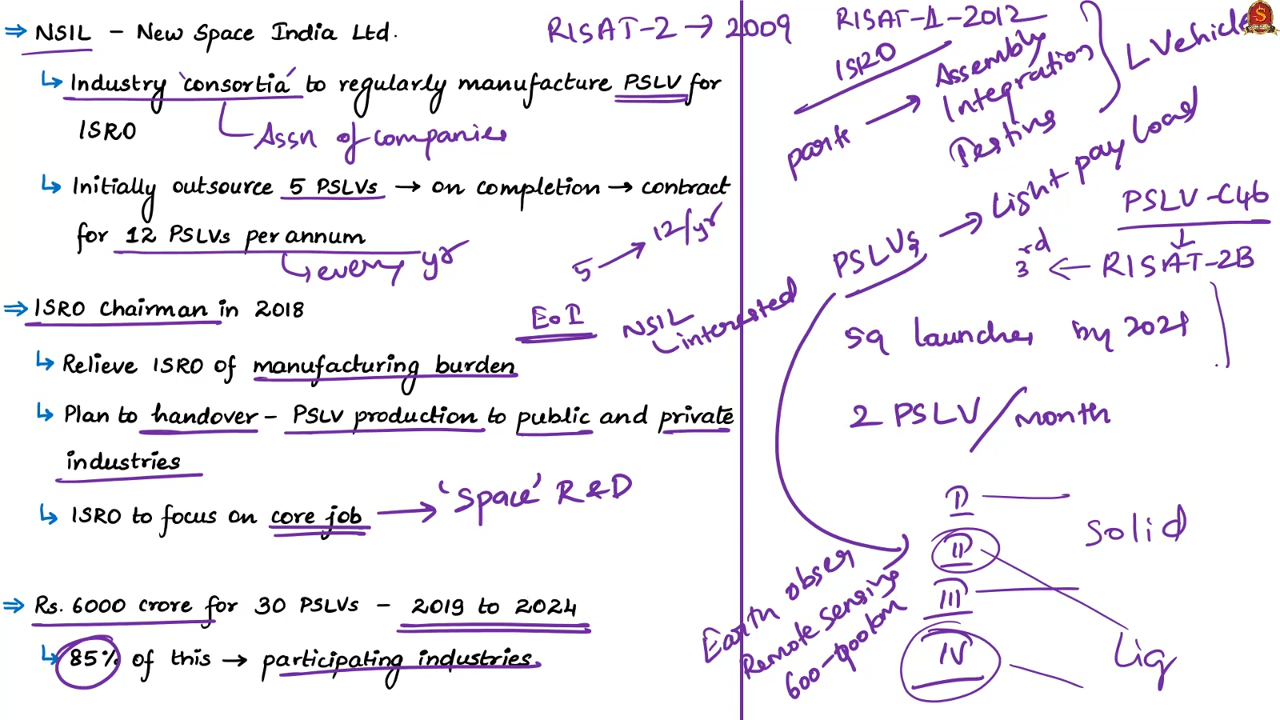 ⇒ NSIL – New Space India Ltd.
↳ Industry 'consortia' to regularly manufacture PSLV for
ISRO
Assn of companies
↳ Initially outsource 5 PSLVs → on completion → contract
for 12 PSLVs per annum
every yr
5 → 12/yr
⇒ ISRO Chairman in 2018
EoI
NSIL
interested
↳ Relieve ISRO of manufacturing burden
↳ Plan to handover – PSLV production to public and private
industries
↳ ISRO to focus on core job → 'Space' R&D
⇒ Rs. 6000 crore for 30 PSLVs – 2019 to 2024
↳ 85% of this → participating industries
RISAT-2 → 2009
RISAT-1-2012
ISRO
parts → Assembly
Integration
Testing
L Vehicle
PSLVs → Light pay load
PSLV-C46
3rd ← RISAT-2B
59 launches by 2021
2 PSLV/month
I
II
III
IV
Solid
Liq
Earth obser
Remote sensing
600-900km